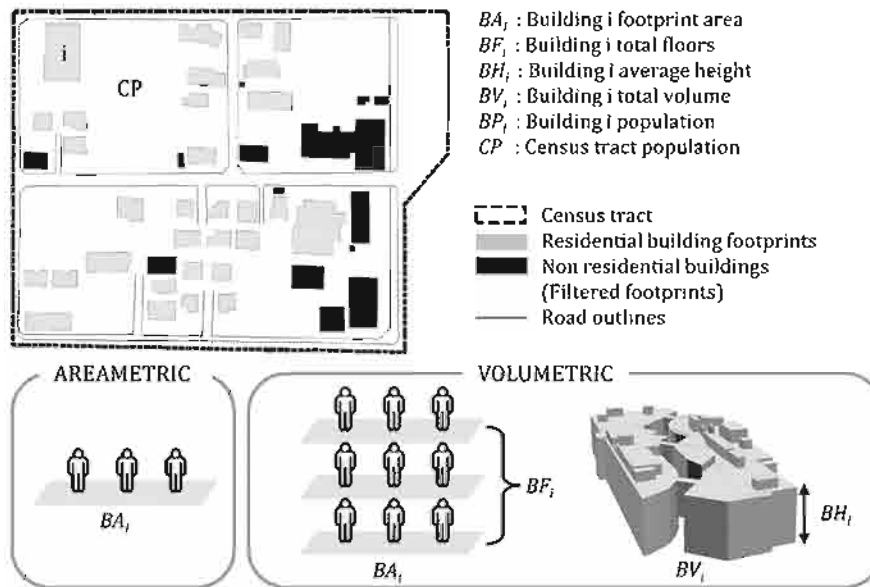 i
CP
BAi : Building i footprint area
BFi : Building i total floors
BHi : Building i average height
BVi : Building i total volume
BPi : Building i population
CP : Census tract population
Census tract
Residential building footprints
Non residential buildings
(Filtered footprints)
Road outlines
AREAMETRIC
BAi
VOLUMETRIC
BFi
BAi
BHi
BVi